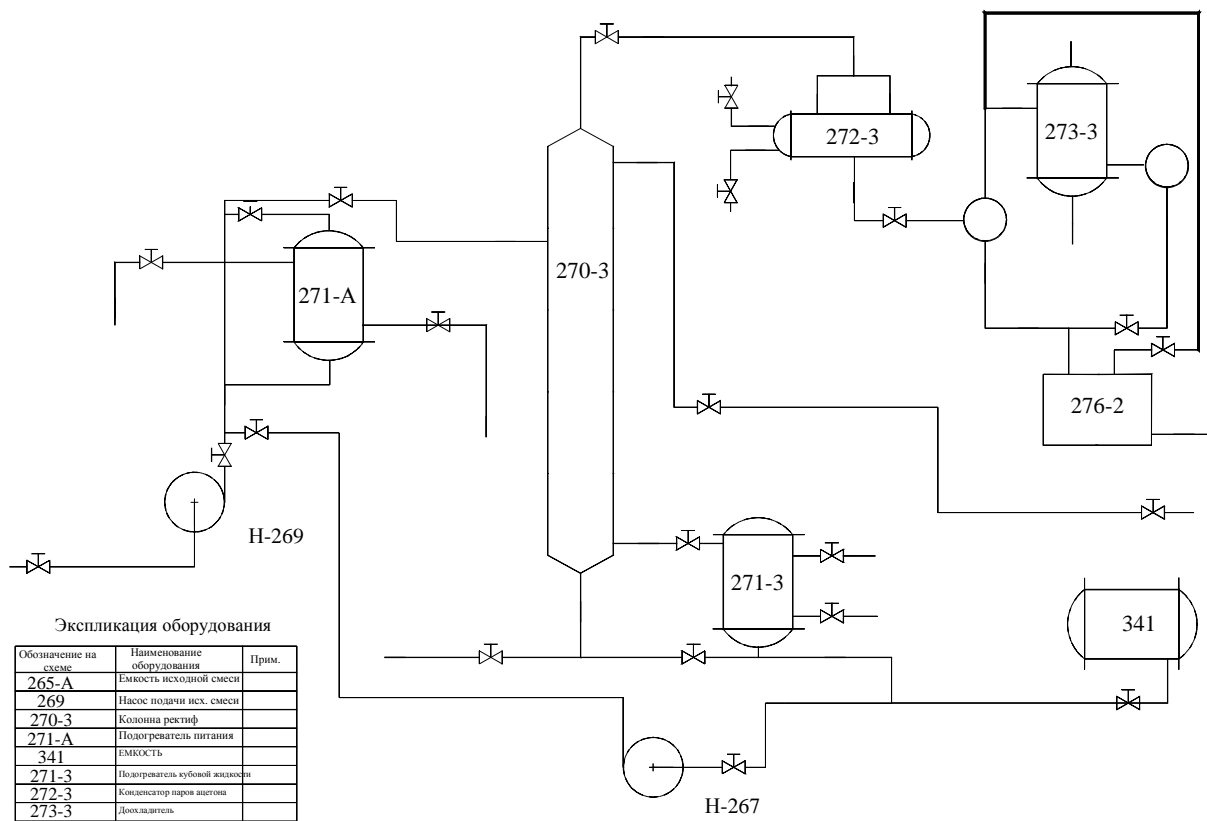 272-3
273-3
270-3
271-А
276-2
Н-269
271-3
341
Экспликация оборудования
Обозначение на схеме Наименование оборудования Прим.
265-А Емкость исходной смеси
269 Насос подачи исх. смеси
270-3 Колонна ректиф
271-А Подогреватель питания
341 ЕМКОСТЬ
271-3 Подогреватель кубовой жидкости
272-3 Конденсатор паров ацетона
273-3 Доохладитель
Н-267